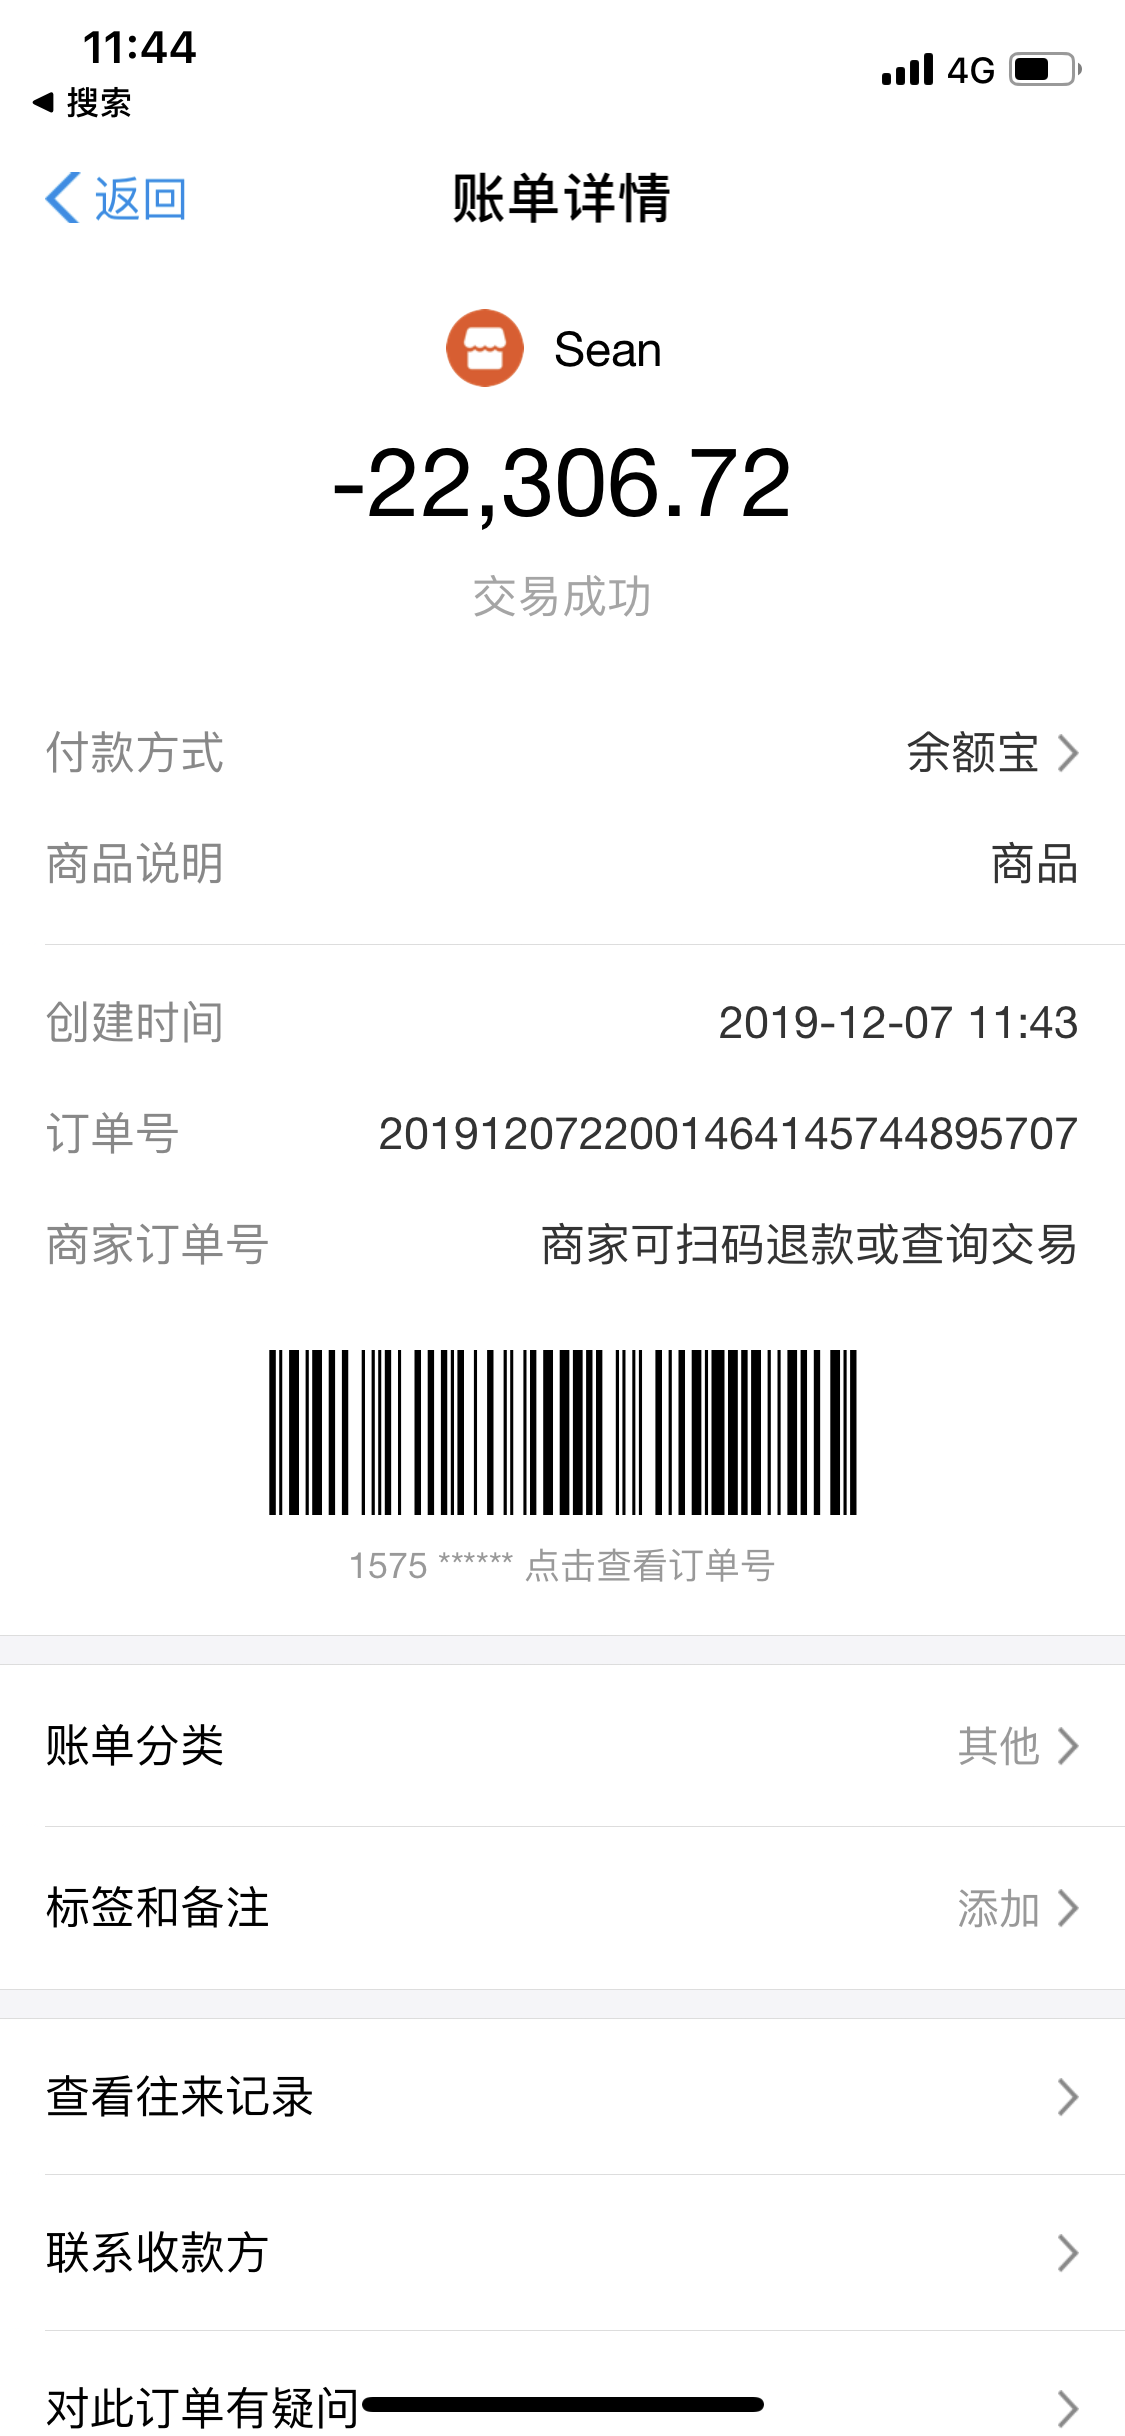 11:44
4G
搜索
返回
账单详情
Sean
-22,306.72
交易成功
付款方式 余额宝
商品说明 商品
创建时间 2019-12-07 11:43
订单号 2019120722001464145744895707
商家订单号 商家可扫码退款或查询交易
1575 ****** 点击查看订单号
账单分类 其他
标签和备注 添加
查看往来记录
联系收款方
对此订单有疑问